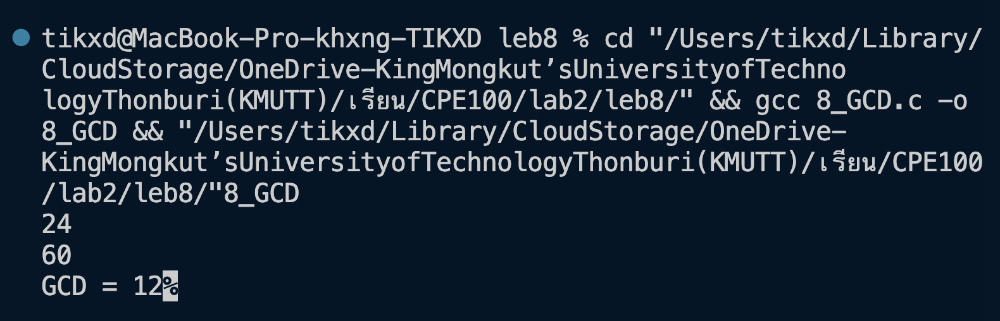 tikxd@MacBook-Pro-khxng-TIKXD leb8 % cd "/Users/tikxd/Library/
CloudStorage/OneDrive-KingMongkut’sUniversityofTechno
logyThonburi(KMUTT)/เรียน/CPE100/lab2/leb8/" && gcc 8_GCD.c -o
8_GCD && "/Users/tikxd/Library/CloudStorage/OneDrive-
KingMongkut’sUniversityofTechnologyThonburi(KMUTT)/เรียน/CPE100
/lab2/leb8/"8_GCD
24
60
GCD = 12%